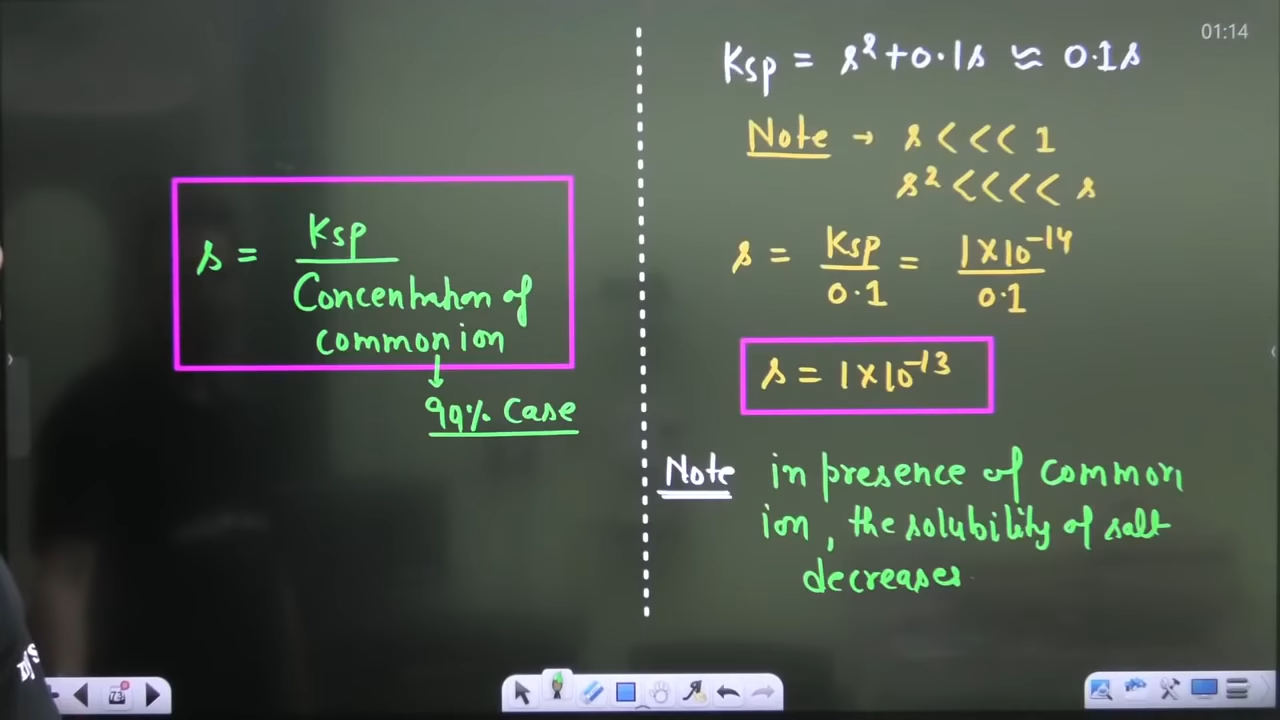 01:14
s = Ksp / Concentration of
common ion
99% Case
Ksp = s² + 0.1s ≈ 0.1s
Note → s <<< 1
s² <<<< s
s = Ksp / 0.1 = 1×10⁻¹⁴ / 0.1
s = 1×10⁻¹³
Note in presence of common
ion, the solubility of salt
decreases